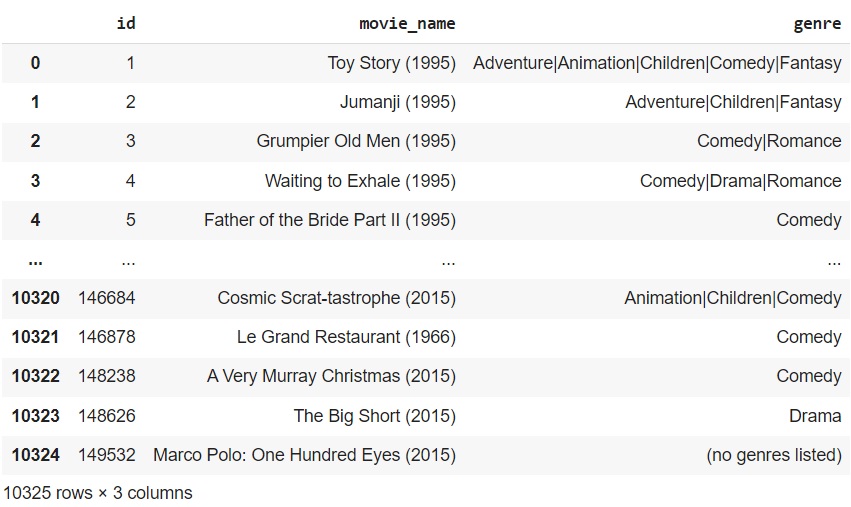 id movie_name genre
0 1 Toy Story (1995) Adventure|Animation|Children|Comedy|Fantasy
1 2 Jumanji (1995) Adventure|Children|Fantasy
2 3 Grumpier Old Men (1995) Comedy|Romance
3 4 Waiting to Exhale (1995) Comedy|Drama|Romance
4 5 Father of the Bride Part II (1995) Comedy
... ... ... ...
10320 146684 Cosmic Scrat-tastrophe (2015) Animation|Children|Comedy
10321 146878 Le Grand Restaurant (1966) Comedy
10322 148238 A Very Murray Christmas (2015) Comedy
10323 148626 The Big Short (2015) Drama
10324 149532 Marco Polo: One Hundred Eyes (2015) (no genres listed)
10325 rows × 3 columns